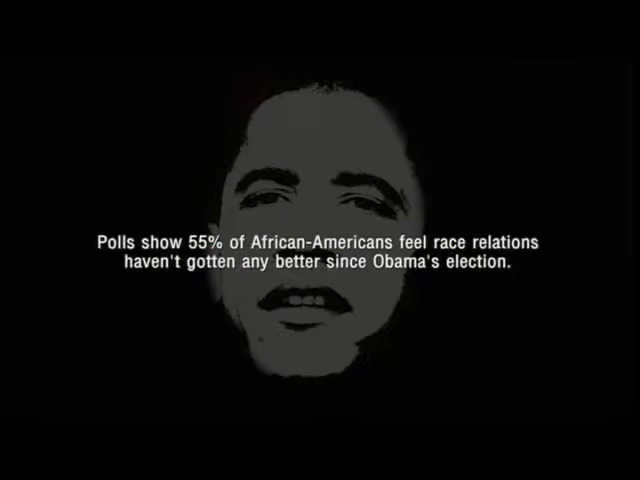 Polls show 55% of African-Americans feel race relations
haven't gotten any better since Obama's election.